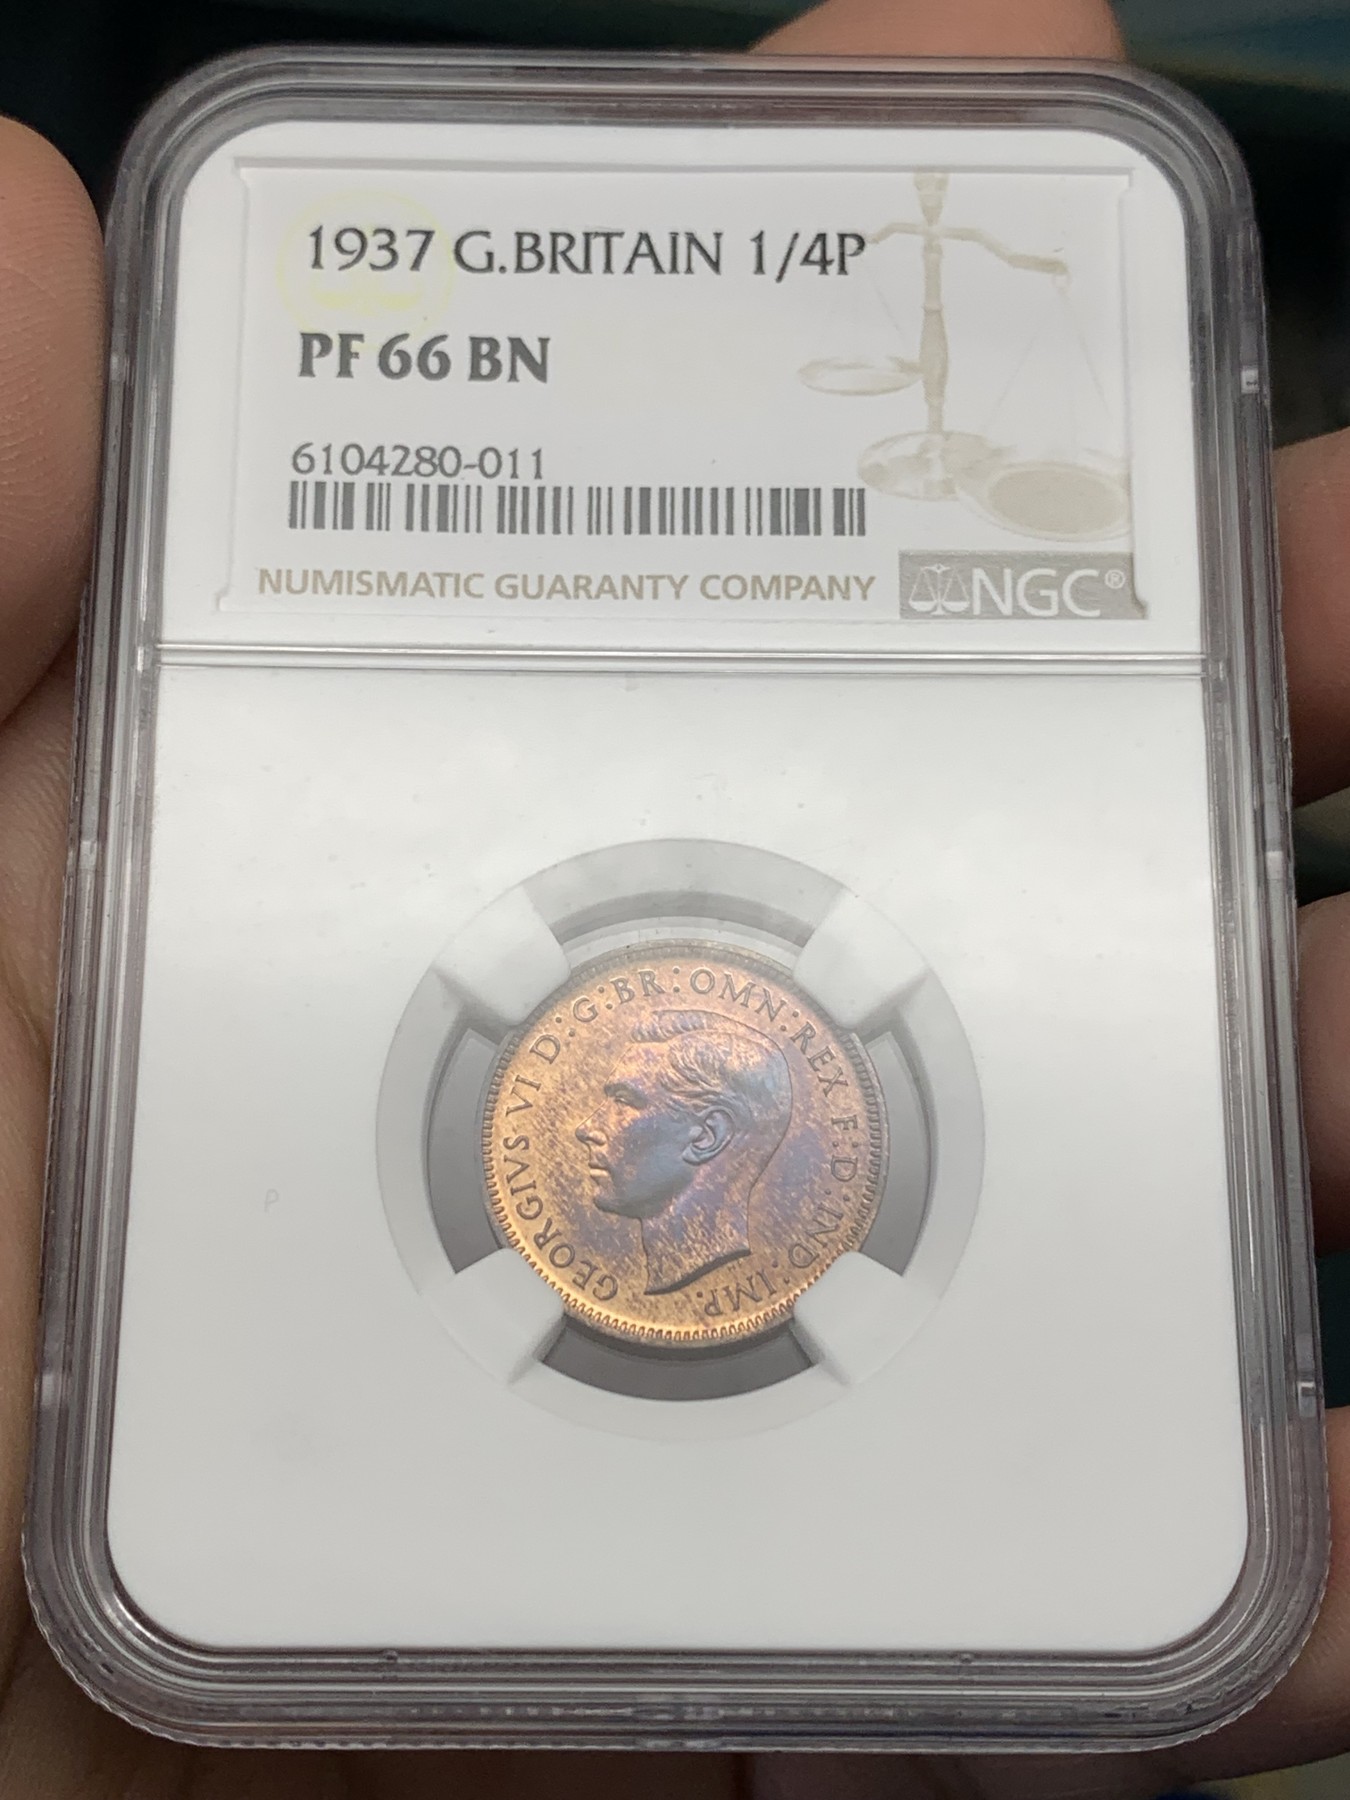 1937 G.BRITAIN 1/4P
PF 66 BN
6104280-011
NUMISMATIC GUARANTY COMPANY
NGC®
P
GEORGIVS VI D:G:BR:OMN:REX F:D:IND:IMP.